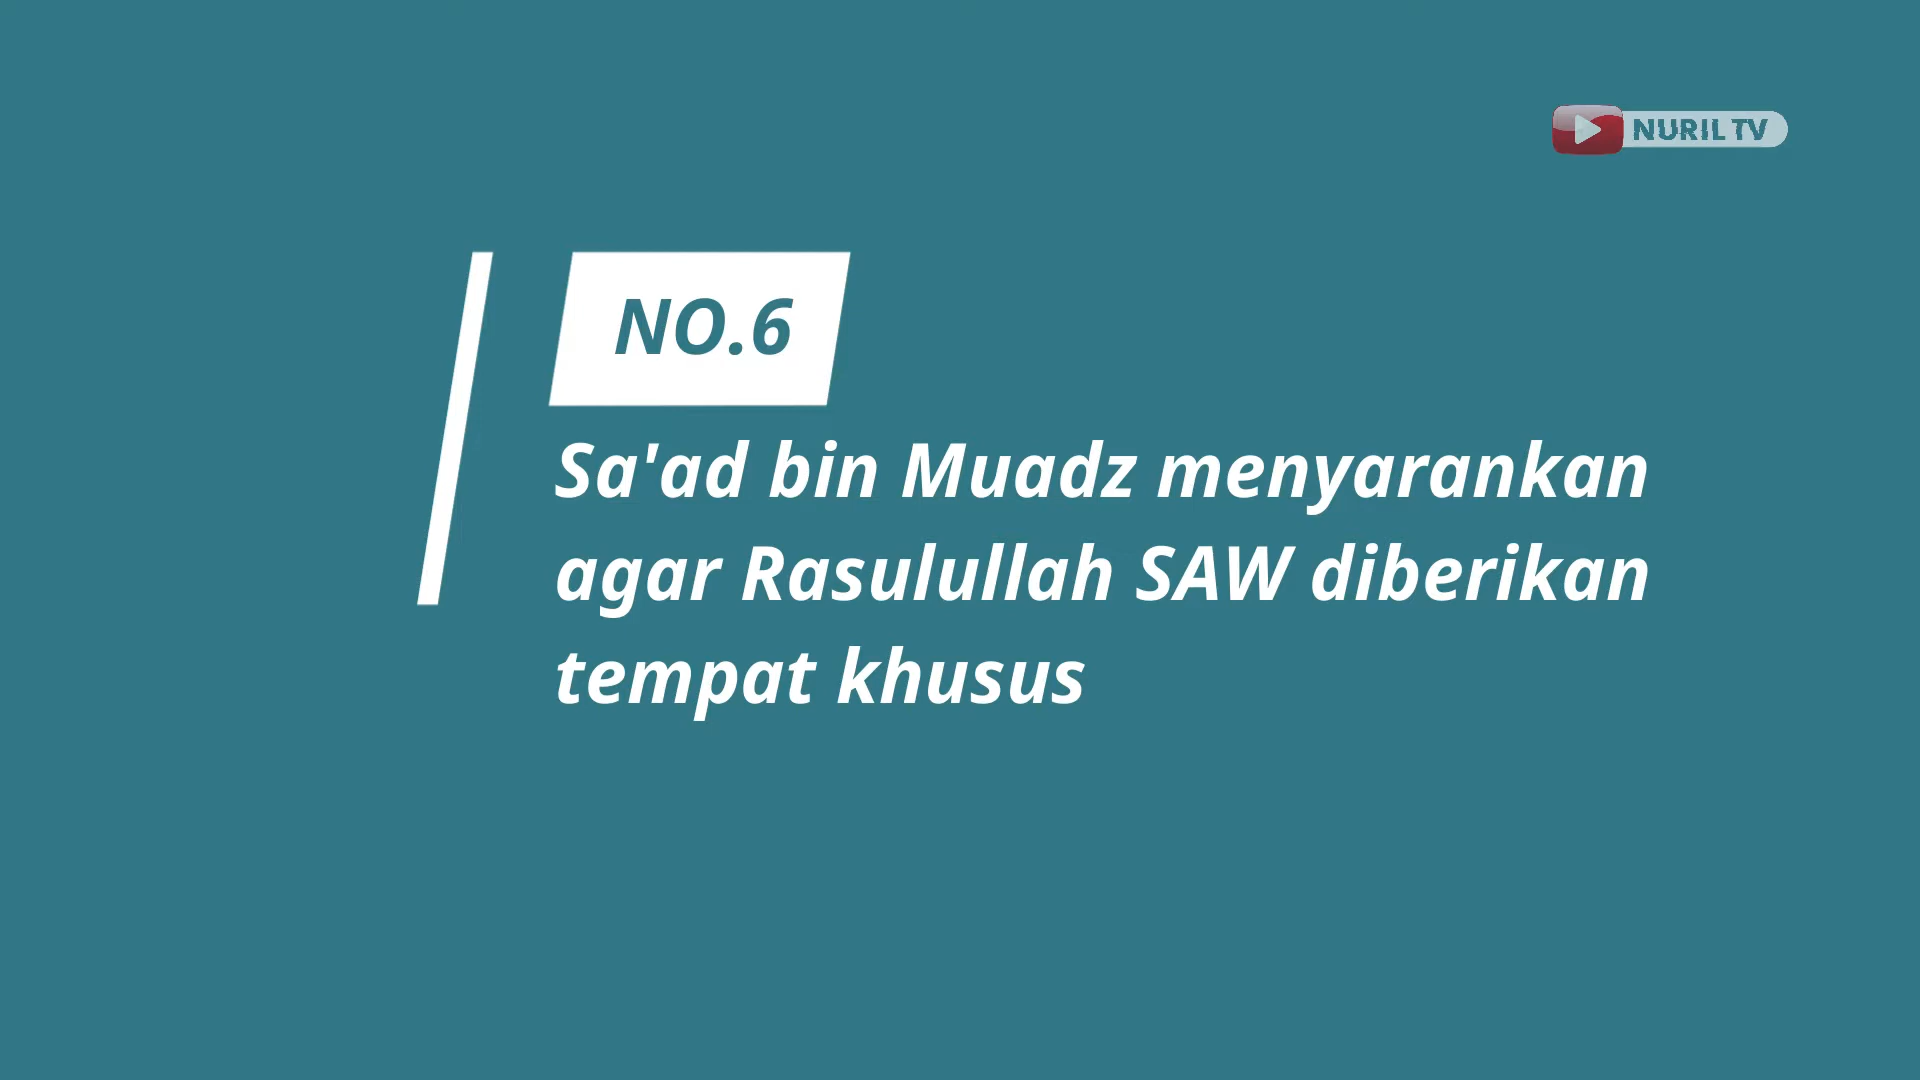 NURIL TV
NO.6
Sa'ad bin Muadz menyarankan
agar Rasulullah SAW diberikan
tempat khusus